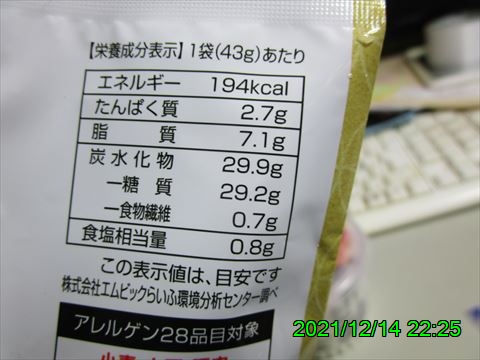 【栄養成分表示】1袋(43g)あたり
エネルギー 194kcal
たんぱく質 2.7g
脂質 7.1g
炭水化物 29.9g
ー糖質 29.2g
ー食物繊維 0.7g
食塩相当量 0.8g
この表示値は、目安です
株式会社エムビックらいふ環境分析センター調べ
アレルゲン28品目対象
2021/12/14 22:25